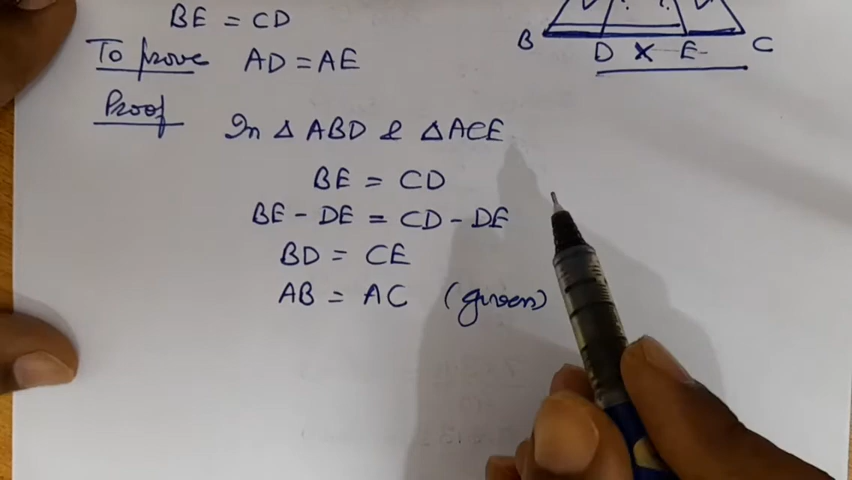 BE = CD
To prove AD = AE
Proof In Δ ABD & Δ ACE
BE = CD
BE - DE = CD - DE
BD = CE
AB = AC (given)
B D E C